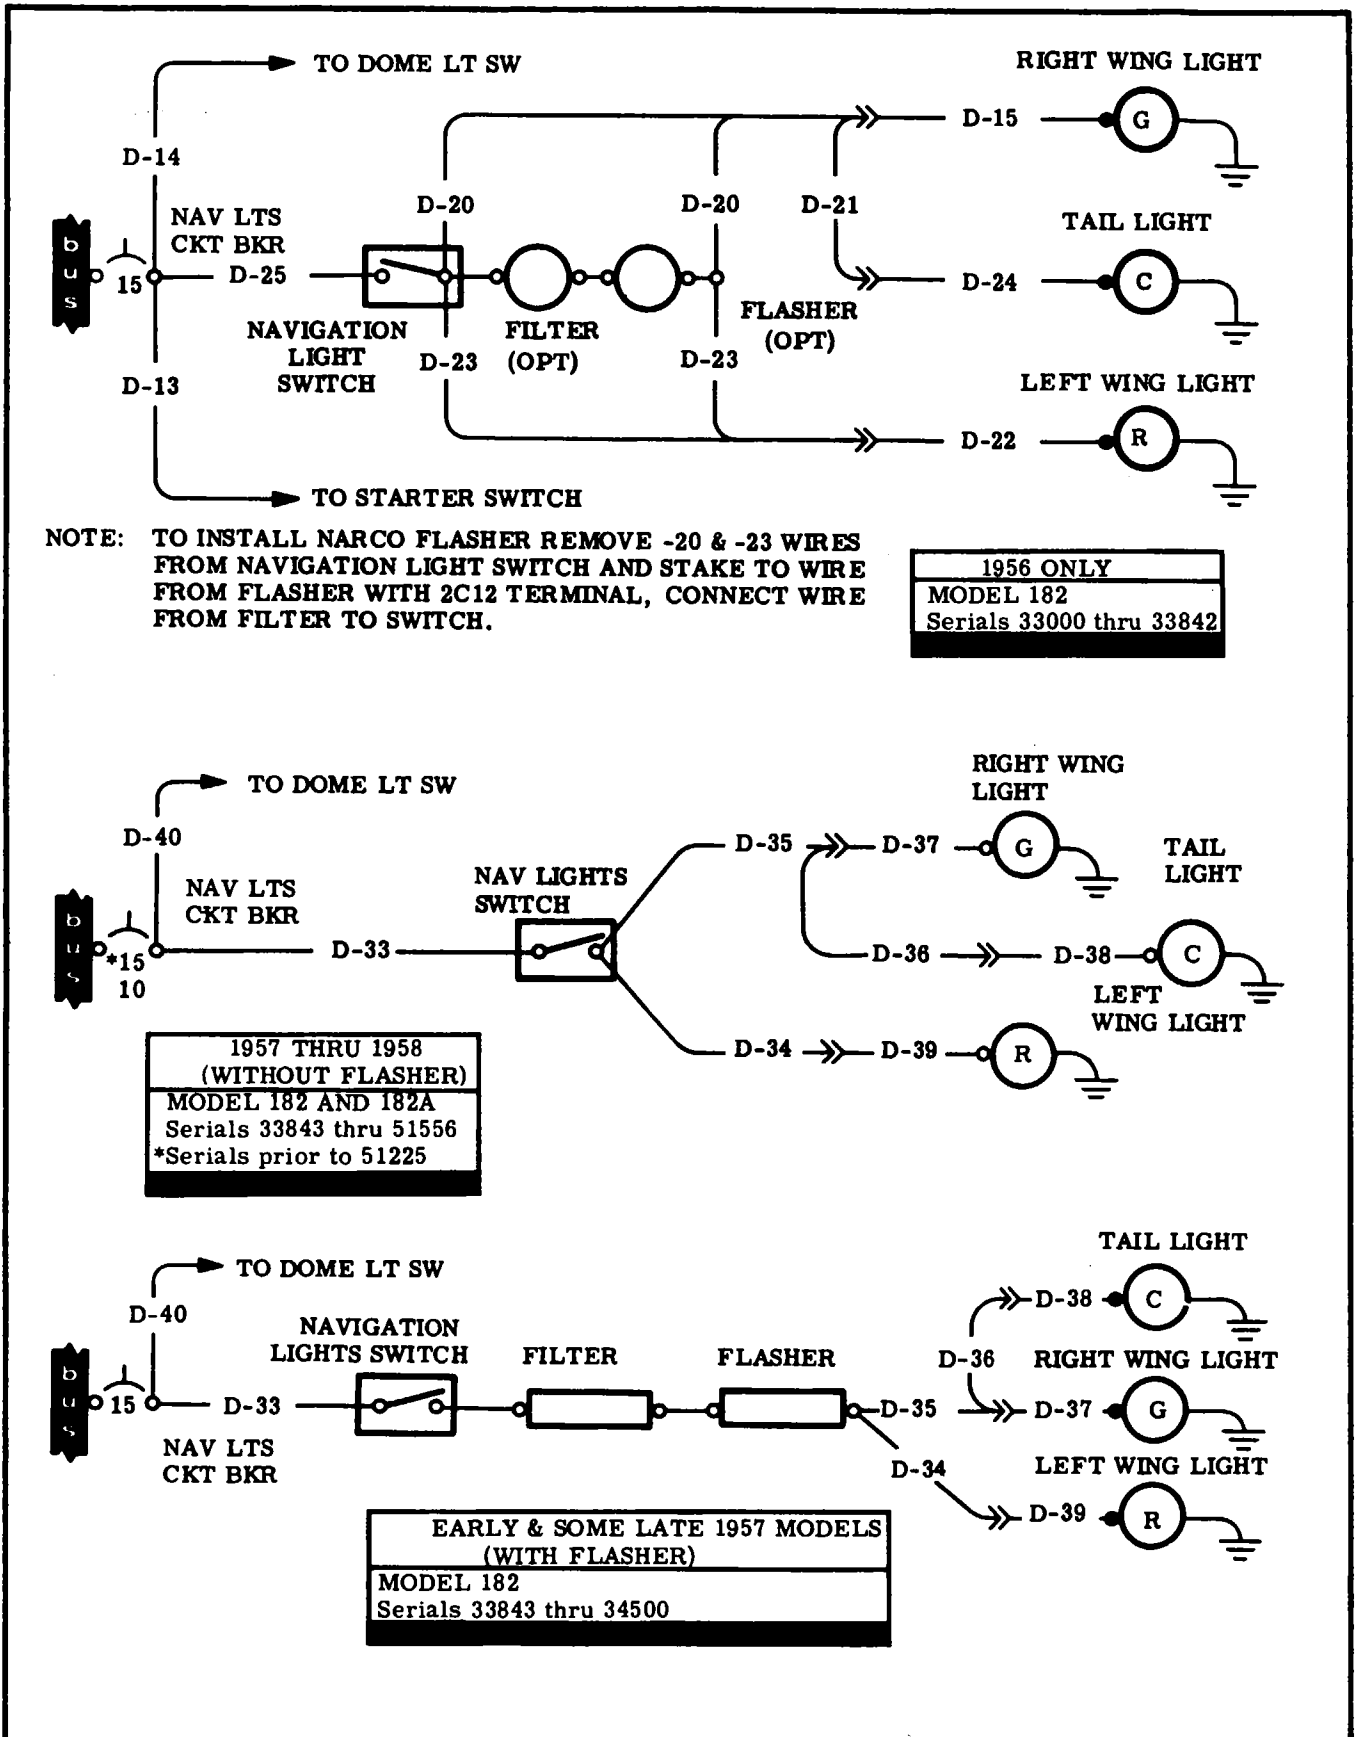 TO DOME LT SW
RIGHT WING LIGHT
D-15
G
D-14
NAV LTS
CKT BKR
D-20
D-20
D-21
TAIL LIGHT
bus
15
D-25
D-24
C
NAVIGATION
LIGHT
SWITCH
FILTER
(OPT)
FLASHER
(OPT)
D-23
D-23
D-13
LEFT WING LIGHT
D-22
R
TO STARTER SWITCH
NOTE: TO INSTALL NARCO FLASHER REMOVE -20 & -23 WIRES
FROM NAVIGATION LIGHT SWITCH AND STAKE TO WIRE
FROM FLASHER WITH 2C12 TERMINAL, CONNECT WIRE
FROM FILTER TO SWITCH.
1956 ONLY
MODEL 182
Serials 33000 thru 33842
TO DOME LT SW
RIGHT WING
LIGHT
D-40
D-35
D-37
G
TAIL
LIGHT
NAV LTS
CKT BKR
NAV LIGHTS
SWITCH
bus
*15
10
D-33
D-36
D-38
C
LEFT
WING LIGHT
D-34
D-39
R
1957 THRU 1958
(WITHOUT FLASHER)
MODEL 182 AND 182A
Serials 33843 thru 51556
*Serials prior to 51225
TAIL LIGHT
TO DOME LT SW
D-38
C
D-40
NAVIGATION
LIGHTS SWITCH
FILTER
FLASHER
D-36
RIGHT WING LIGHT
bus
15
D-33
D-35
D-37
G
NAV LTS
CKT BKR
D-34
LEFT WING LIGHT
D-39
R
EARLY & SOME LATE 1957 MODELS
(WITH FLASHER)
MODEL 182
Serials 33843 thru 34500